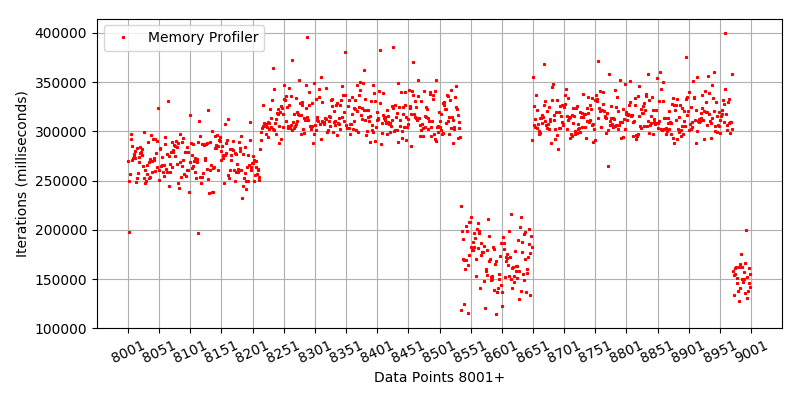 400000
350000
300000
250000
200000
150000
100000
Iterations (milliseconds)
Memory Profiler
8001 8051 8101 8151 8201 8251 8301 8351 8401 8451 8501 8551 8601 8651 8701 8751 8801 8851 8901 8951 9001
Data Points 8001+